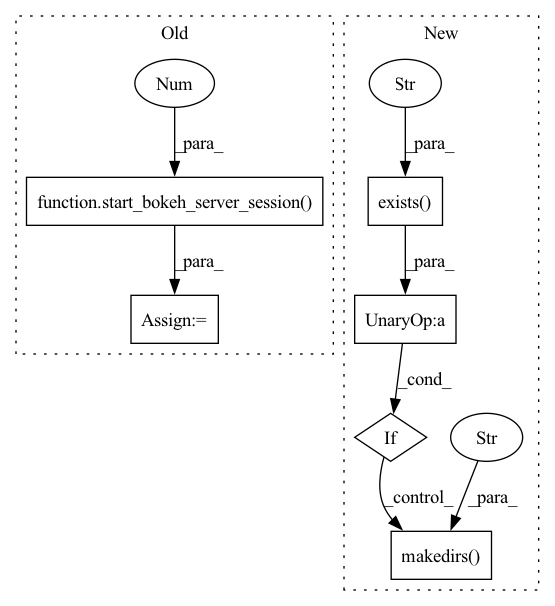 Old
New
Num
Str
_para_
_para_
function.start_bokeh_server_session()
exists()
_para_
_para_
Assign:=
UnaryOp:a
_cond_
If
Str
_control_
_para_
makedirs()